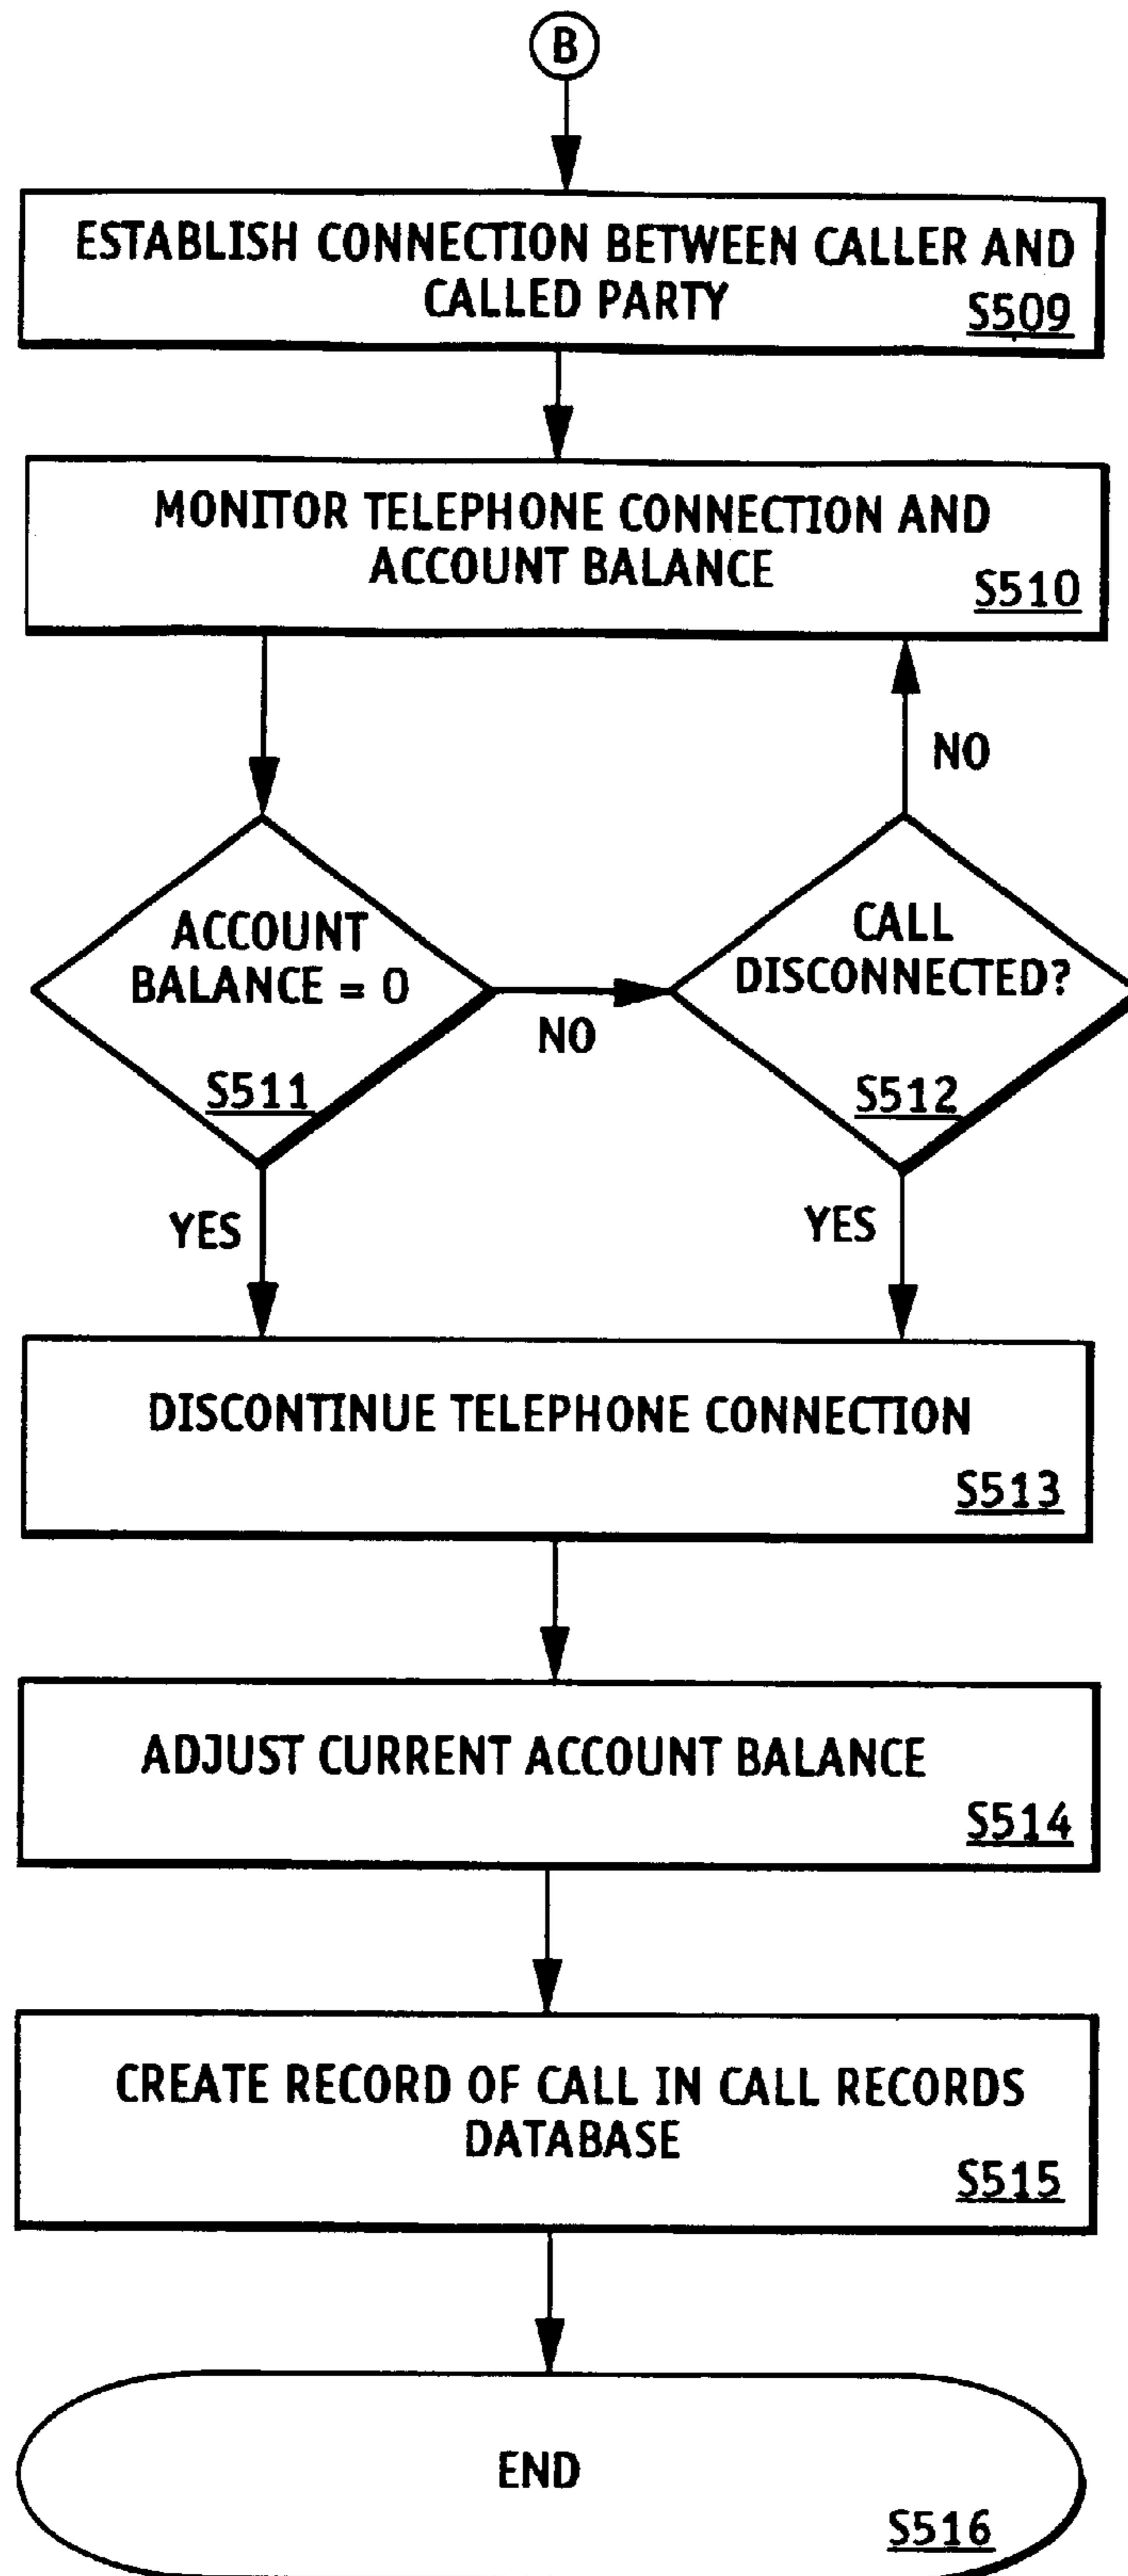 B
ESTABLISH CONNECTION BETWEEN CALLER AND
CALLED PARTY
S509
MONITOR TELEPHONE CONNECTION AND
ACCOUNT BALANCE
S510
NO
ACCOUNT
BALANCE = 0
S511
NO
CALL
DISCONNECTED?
S512
YES
YES
DISCONTINUE TELEPHONE CONNECTION
S513
ADJUST CURRENT ACCOUNT BALANCE
S514
CREATE RECORD OF CALL IN CALL RECORDS
DATABASE
S515
END
S516